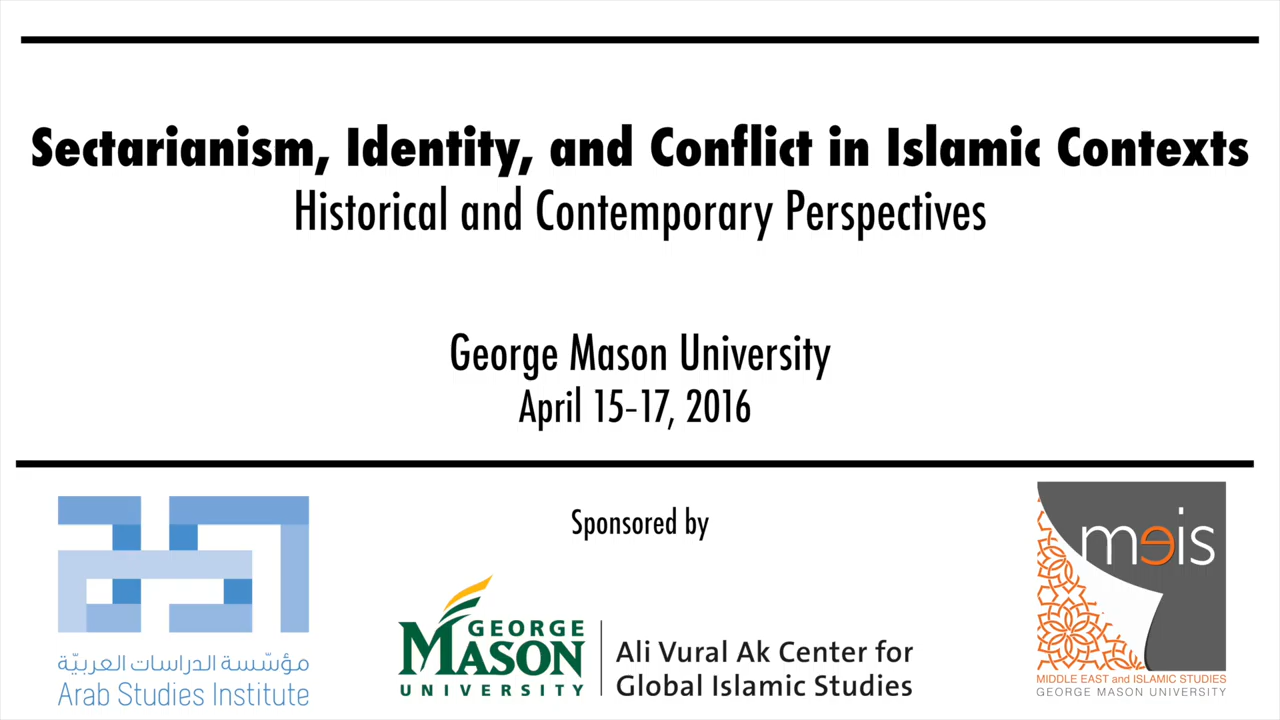 Sectarianism, Identity, and Conflict in Islamic Contexts
Historical and Contemporary Perspectives
George Mason University
April 15-17, 2016
Sponsored by
مؤسّسة الدراسات العربيّة
Arab Studies Institute
GEORGE
MASON
UNIVERSITY
Ali Vural Ak Center for
Global Islamic Studies
meis
MIDDLE EAST and ISLAMIC STUDIES
GEORGE MASON UNIVERSITY